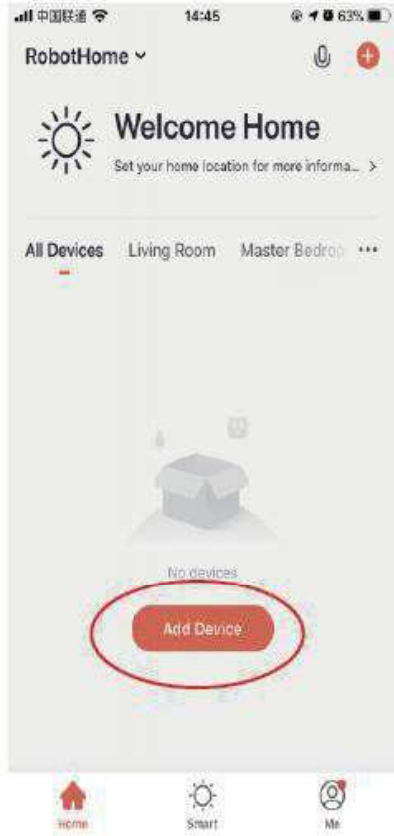 中国联通 14:45 63%
RobotHome
Welcome Home
Set your home location for more informa... >
All Devices Living Room Master Bedroo ...
No devices
Add Device
Home Smart Me